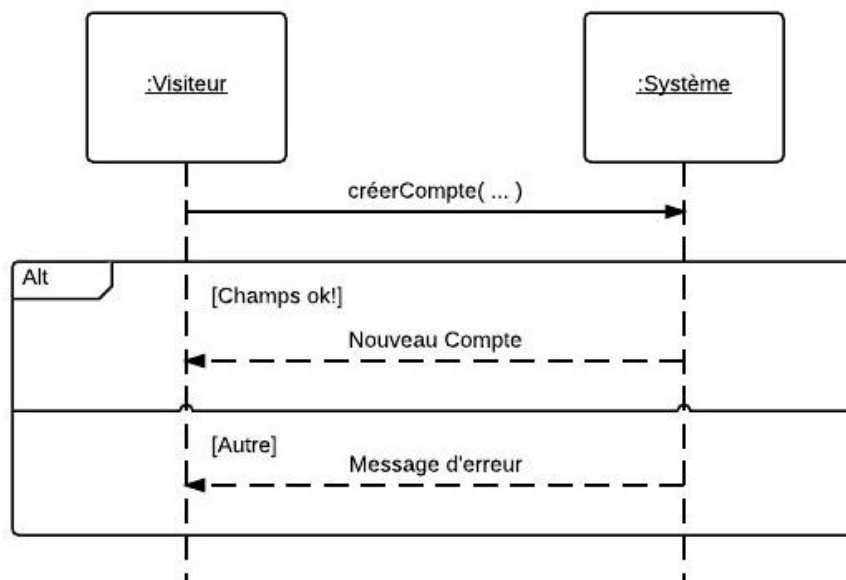 :Visiteur
:Système
créerCompte( ... )
Alt
[Champs ok!]
Nouveau Compte
[Autre]
Message d'erreur